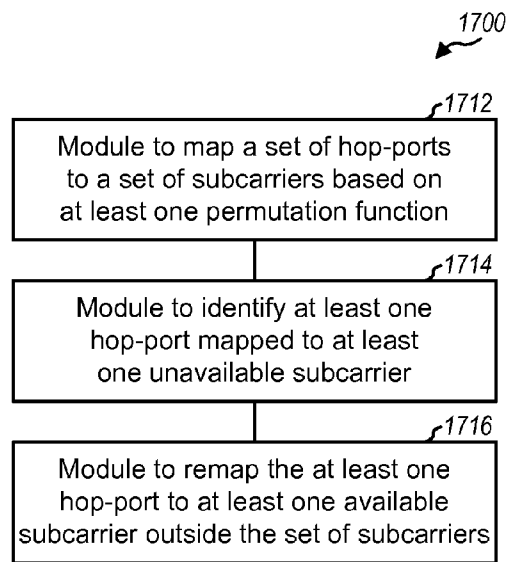 1700
1712
Module to map a set of hop-ports
to a set of subcarriers based on
at least one permutation function
1714
Module to identify at least one
hop-port mapped to at least
one unavailable subcarrier
1716
Module to remap the at least one
hop-port to at least one available
subcarrier outside the set of subcarriers